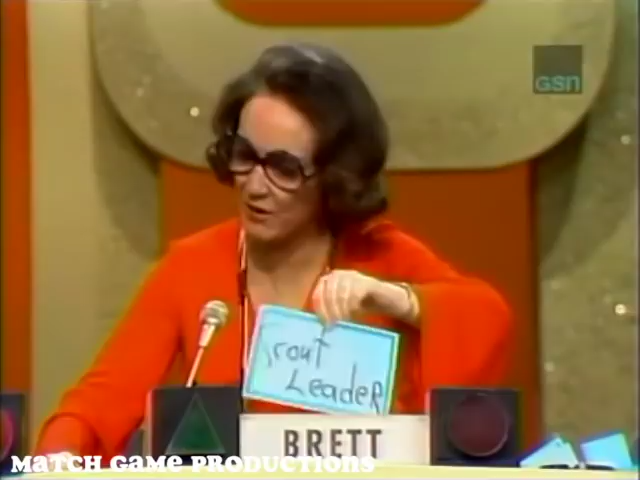 GSN
Scout
Leader
BRETT
MATCH GAME PRODUCTIONS